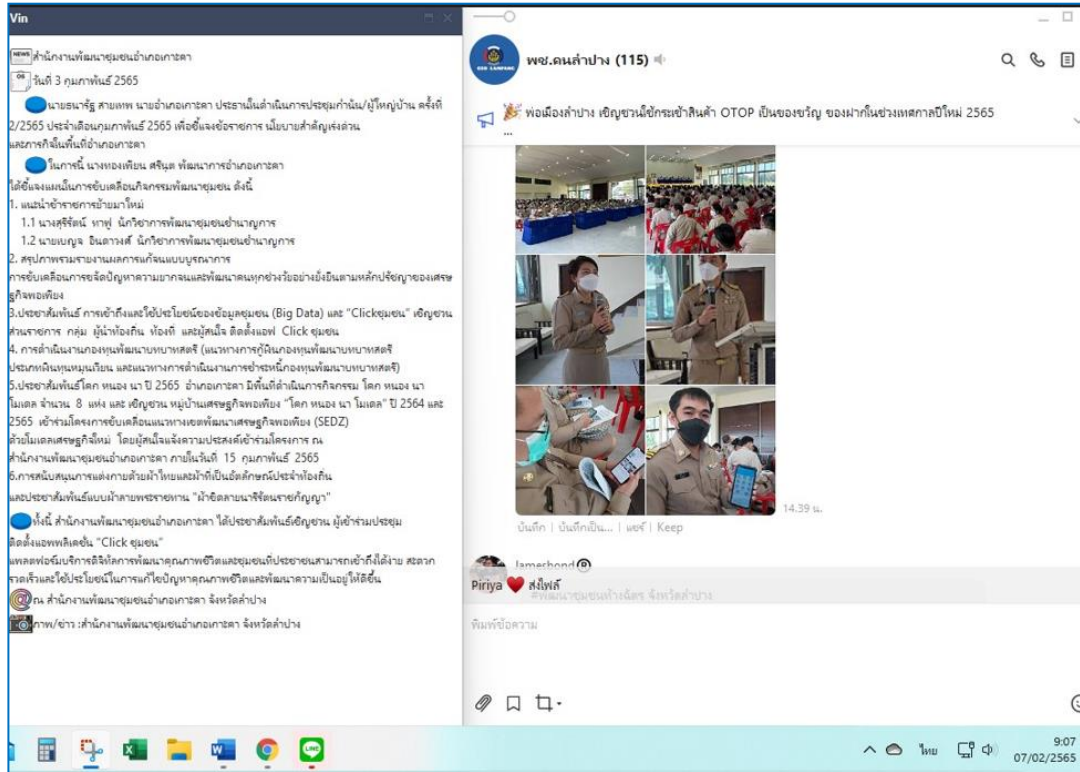 Vin
NEWS สำนักงานพัฒนาชุมชนอำเภอเกาะคา
วันที่ 3 กุมภาพันธ์ 2565
นายธนารัฐ สายเทพ นายอำเภอเกาะคา ประธานในดำเนินการประชุมกำนัน/ผู้ใหญ่บ้าน ครั้งที่
2/2565 ประจำเดือนกุมภาพันธ์ 2565 เพื่อชี้แจงข้อราชการ นโยบายสำคัญเร่งด่วน
และภารกิจในพื้นที่อำเภอเกาะคา
ในการนี้ นางทองเพียน ศรีนุต พัฒนาการอำเภอเกาะคา
ได้ชี้แจงแผนในการขับเคลื่อนกิจกรรมพัฒนาชุมชน ดังนี้
1. แนะนำข้าราชการย้ายมาใหม่
1.1 นางสุรีรัตน์ ทาฟู นักวิชาการพัฒนาชุมชนชำนาญการ
1.2 นายเบญจ อินตาวงศ์ นักวิชาการพัฒนาชุมชนชำนาญการ
2. สรุปภาพรวมรายงานผลการแก้จนแบบบูรณาการ
การขับเคลื่อนการขจัดปัญหาความยากจนและพัฒนาคนทุกช่วงวัยอย่างยั่งยืนตามหลักปรัชญาของเศรษ
ฐกิจพอเพียง
3.ประชาสัมพันธ์ การเข้าถึงและใช้ประโยชน์ของข้อมูลชุมชน (Big Data) และ "Clickชุมชน" เชิญชวน
ส่วนราชการ กลุ่ม ผู้นำท้องถิ่น ท้องที่ และผู้สนใจ ติดตั้งแอฟ Click ชุมชน
4. การดำเนินงานกองทุนพัฒนาบทบาทสตรี (แนวทางการกู้ยืมกองทุนพัฒนาบทบาทสตรี
ประเภทเงินทุนหมุนเวียน และแนวทางการดำเนินงานการชำระหนี้กองทุนพัฒนาบทบาทสตรี)
5.ประชาสัมพันธ์โคก หนอง นา ปี 2565 อำเภอเกาะคา มีพื้นที่ดำเนินการกิจกรรม โคก หนอง นา
โมเดล จำนวน 8 แห่ง และ เชิญชวน หมู่บ้านเศรษฐกิจพอเพียง "โคก หนอง นา โมเดล" ปี 2564 และ
2565 เข้าร่วมโครงการขับเคลื่อนแนวทางเขตพัฒนาเศรษฐกิจพอเพียง (SEDZ)
ด้วยโมเดลเศรษฐกิจใหม่ โดยผู้สนใจแจ้งความประสงค์เข้าร่วมโครงการ ณ
สำนักงานพัฒนาชุมชนอำเภอเกาะคา ภายในวันที่ 15 กุมภาพันธ์ 2565
6.การสนับสนุนการแต่งกายด้วยผ้าไทยและผ้าที่เป็นอัตลักษณ์ประจำท้องถิ่น
และประชาสัมพันธ์แบบผ้าลายพระราชทาน "ผ้าขิดลายนารีรัตนราชกัญญา"
ทั้งนี้ สำนักงานพัฒนาชุมชนอำเภอเกาะคา ได้ประชาสัมพันธ์เชิญชวน ผู้เข้าร่วมประชุม
ติดตั้งแอพพลิเคชั่น "Click ชุมชน"
แพลตฟอร์มบริการดิจิทัลการพัฒนาคุณภาพชีวิตและชุมชนที่ประชาชนสามารถเข้าถึงได้ง่าย สะดวก
รวดเร็วและใช้ประโยชน์ในการแก้ไขปัญหาคุณภาพชีวิตและพัฒนาความเป็นอยู่ให้ดีขึ้น
ณ สำนักงานพัฒนาชุมชนอำเภอเกาะคา จังหวัดลำปาง
ภาพ/ข่าว :สำนักงานพัฒนาชุมชนอำเภอเกาะคา จังหวัดลำปาง
พช.ฅนลำปาง (115)
พ่อเมืองลำปาง เชิญชวนใช้กระเช้าสินค้า OTOP เป็นของขวัญ ของฝากในช่วงเทศกาลปีใหม่ 2565
...
14.39 น.
บันทึก | บันทึกเป็น... | แชร์ | Keep
Jamesbond
Piriya ส่งไฟล์
#พัฒนาชุมชนห้างฉัตร จังหวัดลำปาง
พิมพ์ข้อความ
ไทย
9:07
07/02/2565
LINE